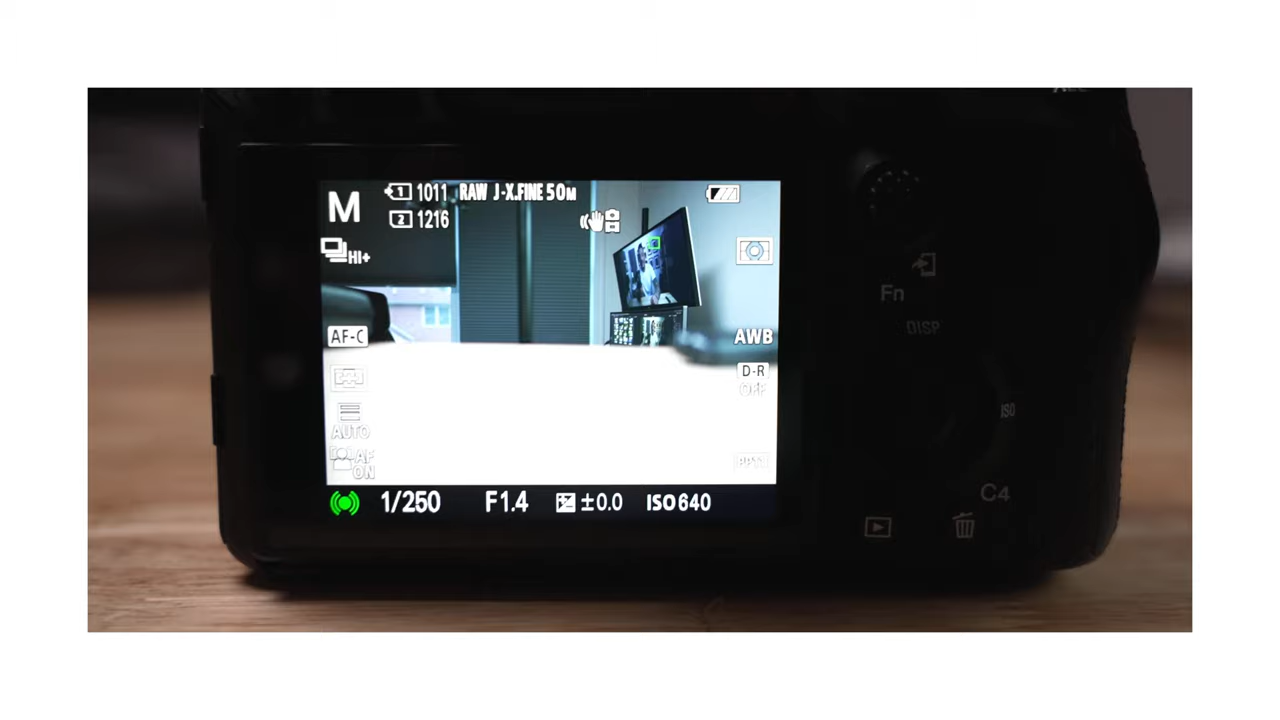 M
1 1011 RAW J-X.FINE 50M
2 1216
HI+
AF-C
AWB
D-R
OFF
AUTO
AF
ON
1/250 F1.4 ±0.0 ISO640
Fn
DISP
ISO
C4